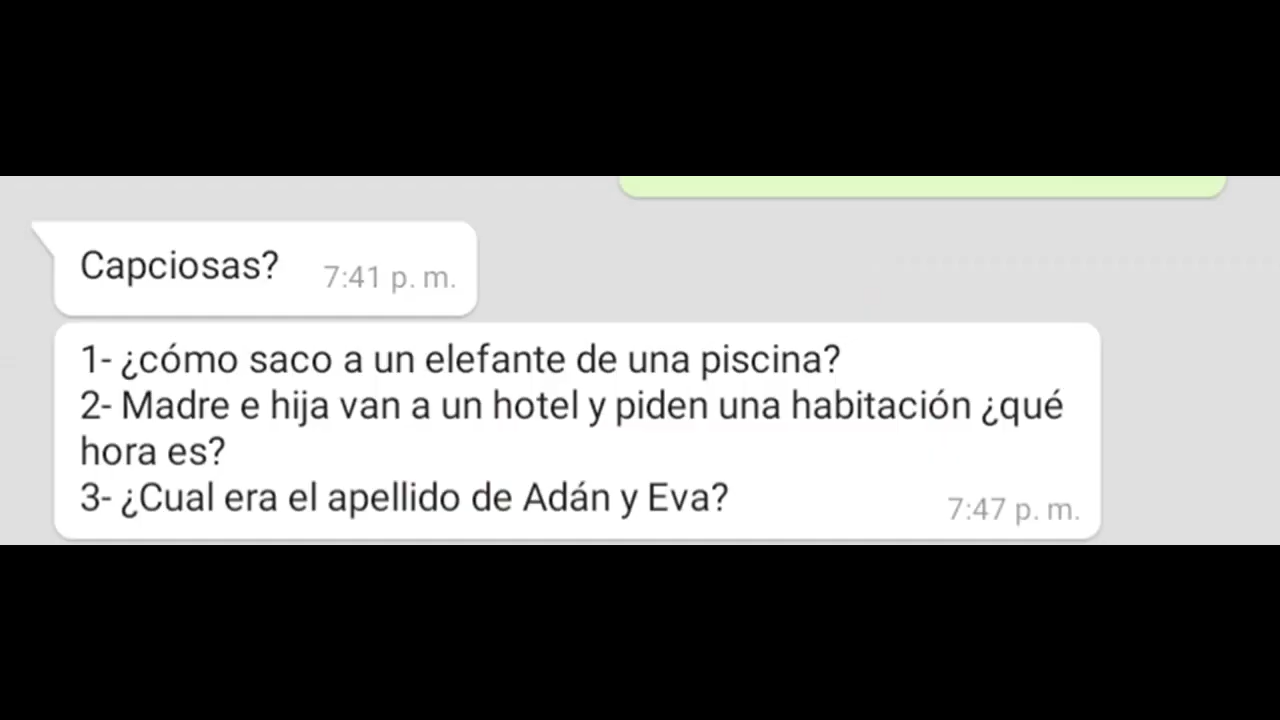 Capciosas?
7:41 p. m.
1- ¿cómo saco a un elefante de una piscina?
2- Madre e hija van a un hotel y piden una habitación ¿qué
hora es?
3- ¿Cual era el apellido de Adán y Eva?
7:47 p. m.